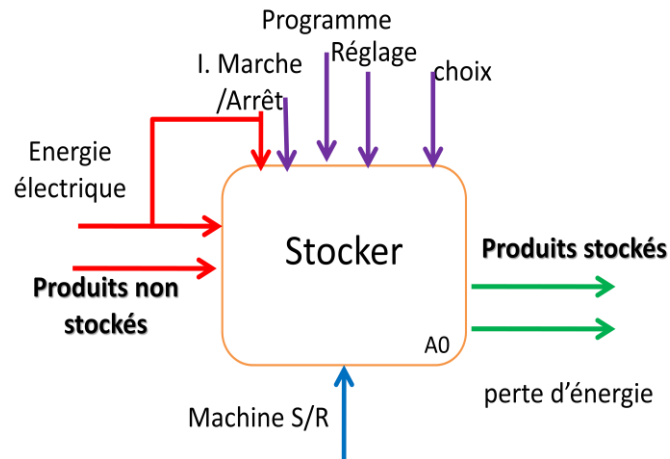 Programme
I. Marche
/Arrêt
Réglage
choix
Energie
électrique
Stocker
Produits stockés
Produits non
stockés
A0
perte d'énergie
Machine S/R